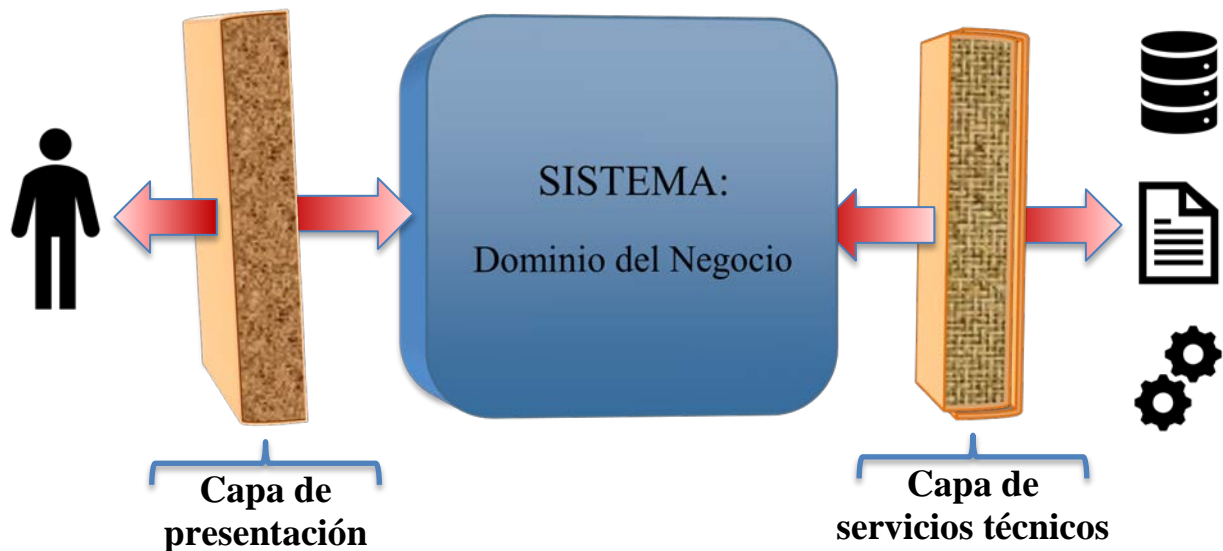 SISTEMA:
Dominio del Negocio
Capa de
presentación
Capa de
servicios técnicos